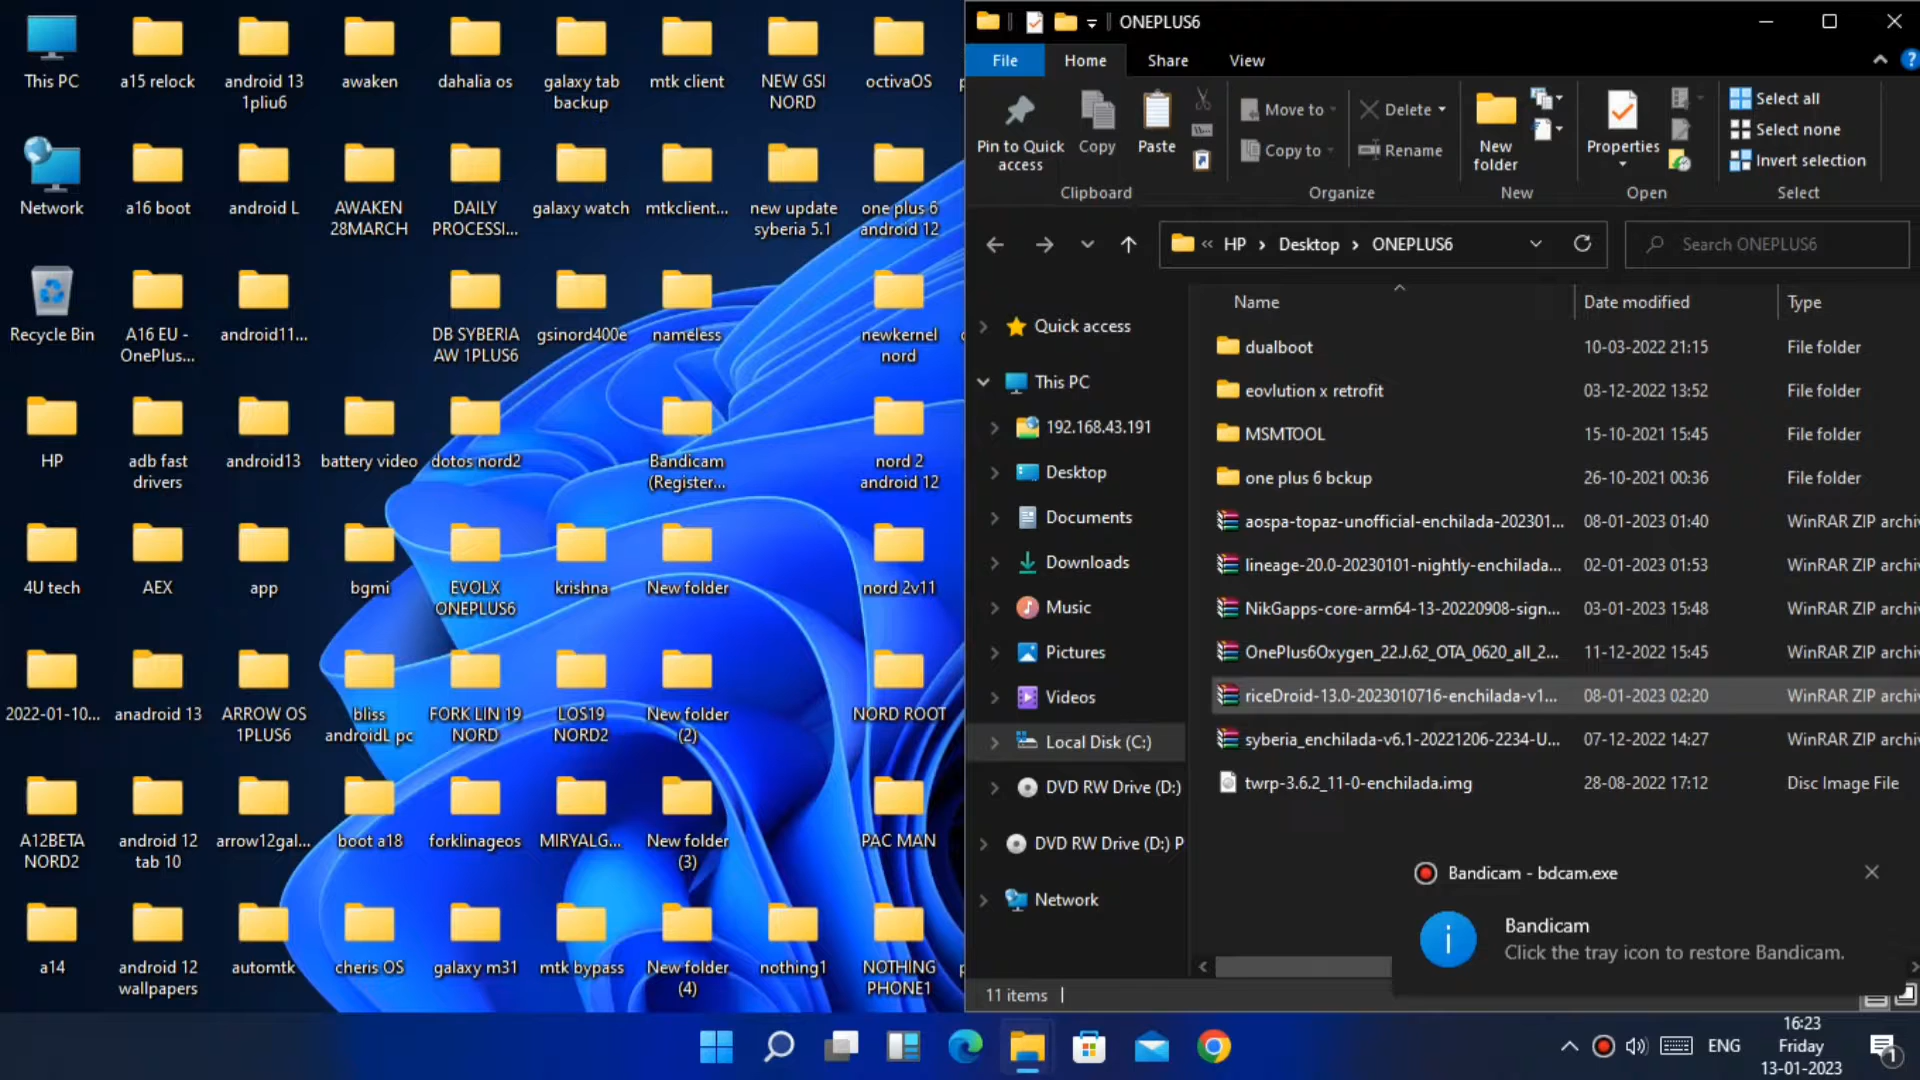 This PC
a15 relock
android 13
1pliu6
awaken
dahalia os
galaxy tab
backup
mtk client
NEW GSI
NORD
octivaOS
Network
a16 boot
android L
AWAKEN
28MARCH
DAILY
PROCESSI...
galaxy watch
mtkclient...
new update
syberia 5.1
one plus 6
android 12
Recycle Bin
A16 EU -
OnePlus...
android11...
DB SYBERIA
AW 1PLUS6
gsinord400e
nameless
newkernel
nord
HP
adb fast
drivers
android13
battery video
dotos nord2
Bandicam
(Register...
nord 2
android 12
4U tech
AEX
app
bgmi
EVOLX
ONEPLUS6
krishna
New folder
nord 2v11
2022-01-10...
anadroid 13
ARROW OS
1PLUS6
bliss
androidL pc
FORK LIN 19
NORD
LOS19
NORD2
New folder
(2)
NORD ROOT
A12BETA
NORD2
android 12
tab 10
arrow12gal...
boot a18
forklinageos
MIRYALG...
New folder
(3)
PAC MAN
a14
android 12
wallpapers
automtk
cheris OS
galaxy m31
mtk bypass
New folder
(4)
nothing1
NOTHING
PHONE1
ONEPLUS6
File Home Share View
Pin to Quick
access
Copy
Paste
Move to
Copy to
Delete
Rename
New
folder
Properties
Select all
Select none
Invert selection
Clipboard Organize New Open Select
« HP › Desktop › ONEPLUS6
Search ONEPLUS6
Quick access
This PC
192.168.43.191
Desktop
Documents
Downloads
Music
Pictures
Videos
Local Disk (C:)
DVD RW Drive (D:)
DVD RW Drive (D:) P
Network
Name Date modified Type
dualboot 10-03-2022 21:15 File folder
eovlution x retrofit 03-12-2022 13:52 File folder
MSMTOOL 15-10-2021 15:45 File folder
one plus 6 bckup 26-10-2021 00:36 File folder
aospa-topaz-unofficial-enchilada-202301... 08-01-2023 01:40 WinRAR ZIP archiv
lineage-20.0-20230101-nightly-enchilada... 02-01-2023 01:53 WinRAR ZIP archiv
NikGapps-core-arm64-13-20220908-sign... 03-01-2023 15:48 WinRAR ZIP archiv
OnePlus6Oxygen_22.J.62_OTA_0620_all_2... 11-12-2022 15:45 WinRAR ZIP archiv
riceDroid-13.0-2023010716-enchilada-v1... 08-01-2023 02:20 WinRAR ZIP archiv
syberia_enchilada-v6.1-20221206-2234-U... 07-12-2022 14:27 WinRAR ZIP archiv
twrp-3.6.2_11-0-enchilada.img 28-08-2022 17:12 Disc Image File
Bandicam - bdcam.exe
Bandicam
Click the tray icon to restore Bandicam.
11 items
ENG
16:23
Friday
13-01-2023
1